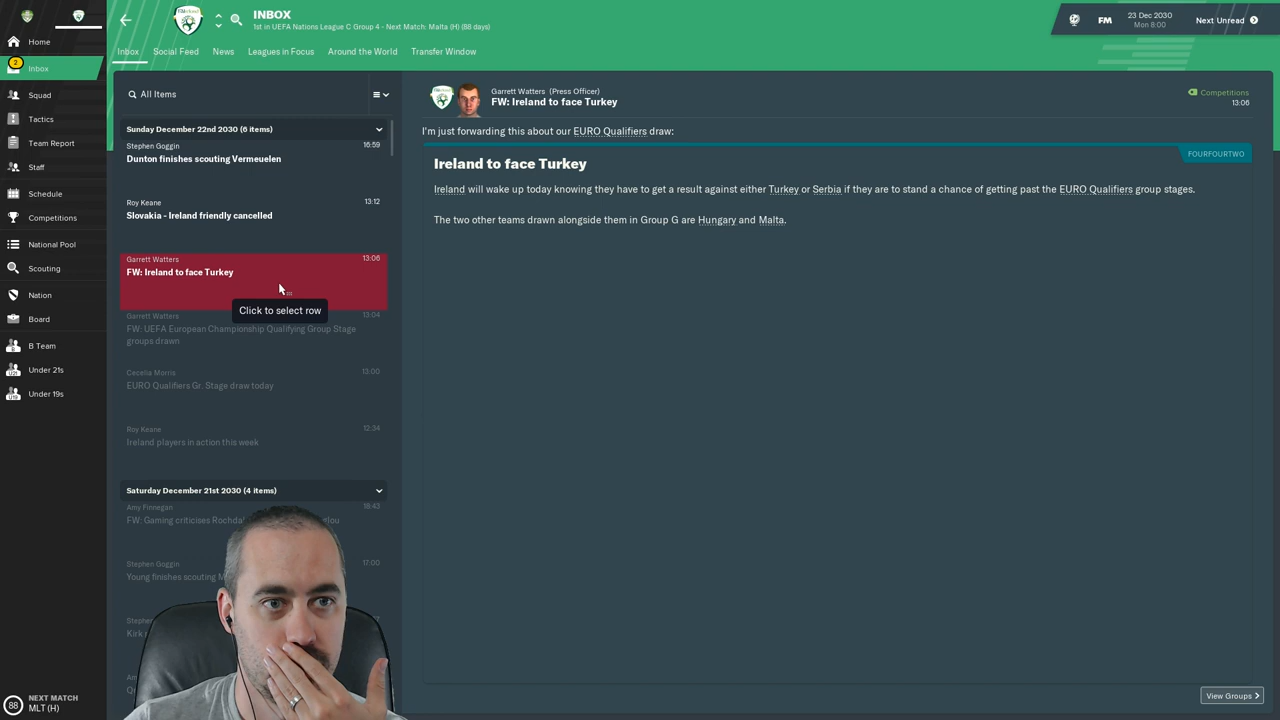 INBOX
1st in UEFA Nations League C Group 4 - Next Match: Malta (H) (88 days)
FM
23 Dec 2030
Mon 8:00
Next Unread
Inbox
Social Feed
News
Leagues in Focus
Around the World
Transfer Window
Home
2
Inbox
Squad
Tactics
Team Report
Staff
Schedule
Competitions
National Pool
Scouting
Nation
Board
B Team
Under 21s
Under 19s
88
NEXT MATCH
MLT (H)
All Items
Sunday December 22nd 2030 (6 items)
Stephen Goggin 16:59
Dunton finishes scouting Vermeuelen
Roy Keane 13:12
Slovakia - Ireland friendly cancelled
Garrett Watters 13:06
FW: Ireland to face Turkey
Click to select row
Garrett Watters 13:04
FW: UEFA European Championship Qualifying Group Stage
groups drawn
Cecelia Morris 13:00
EURO Qualifiers Gr. Stage draw today
Roy Keane 12:34
Ireland players in action this week
Saturday December 21st 2030 (4 items)
Amy Finnegan 18:43
FW: Gaming criticises
Stephen Goggin 17:00
Young finishes scouting
Kirk
Garrett Watters (Press Officer)
FW: Ireland to face Turkey
Competitions
13:06
I'm just forwarding this about our EURO Qualifiers draw:
Ireland to face Turkey
FOURFOURTWO
Ireland will wake up today knowing they have to get a result against either Turkey or Serbia if they are to stand a chance of getting past the EURO Qualifiers group stages.
The two other teams drawn alongside them in Group G are Hungary and Malta.
View Groups